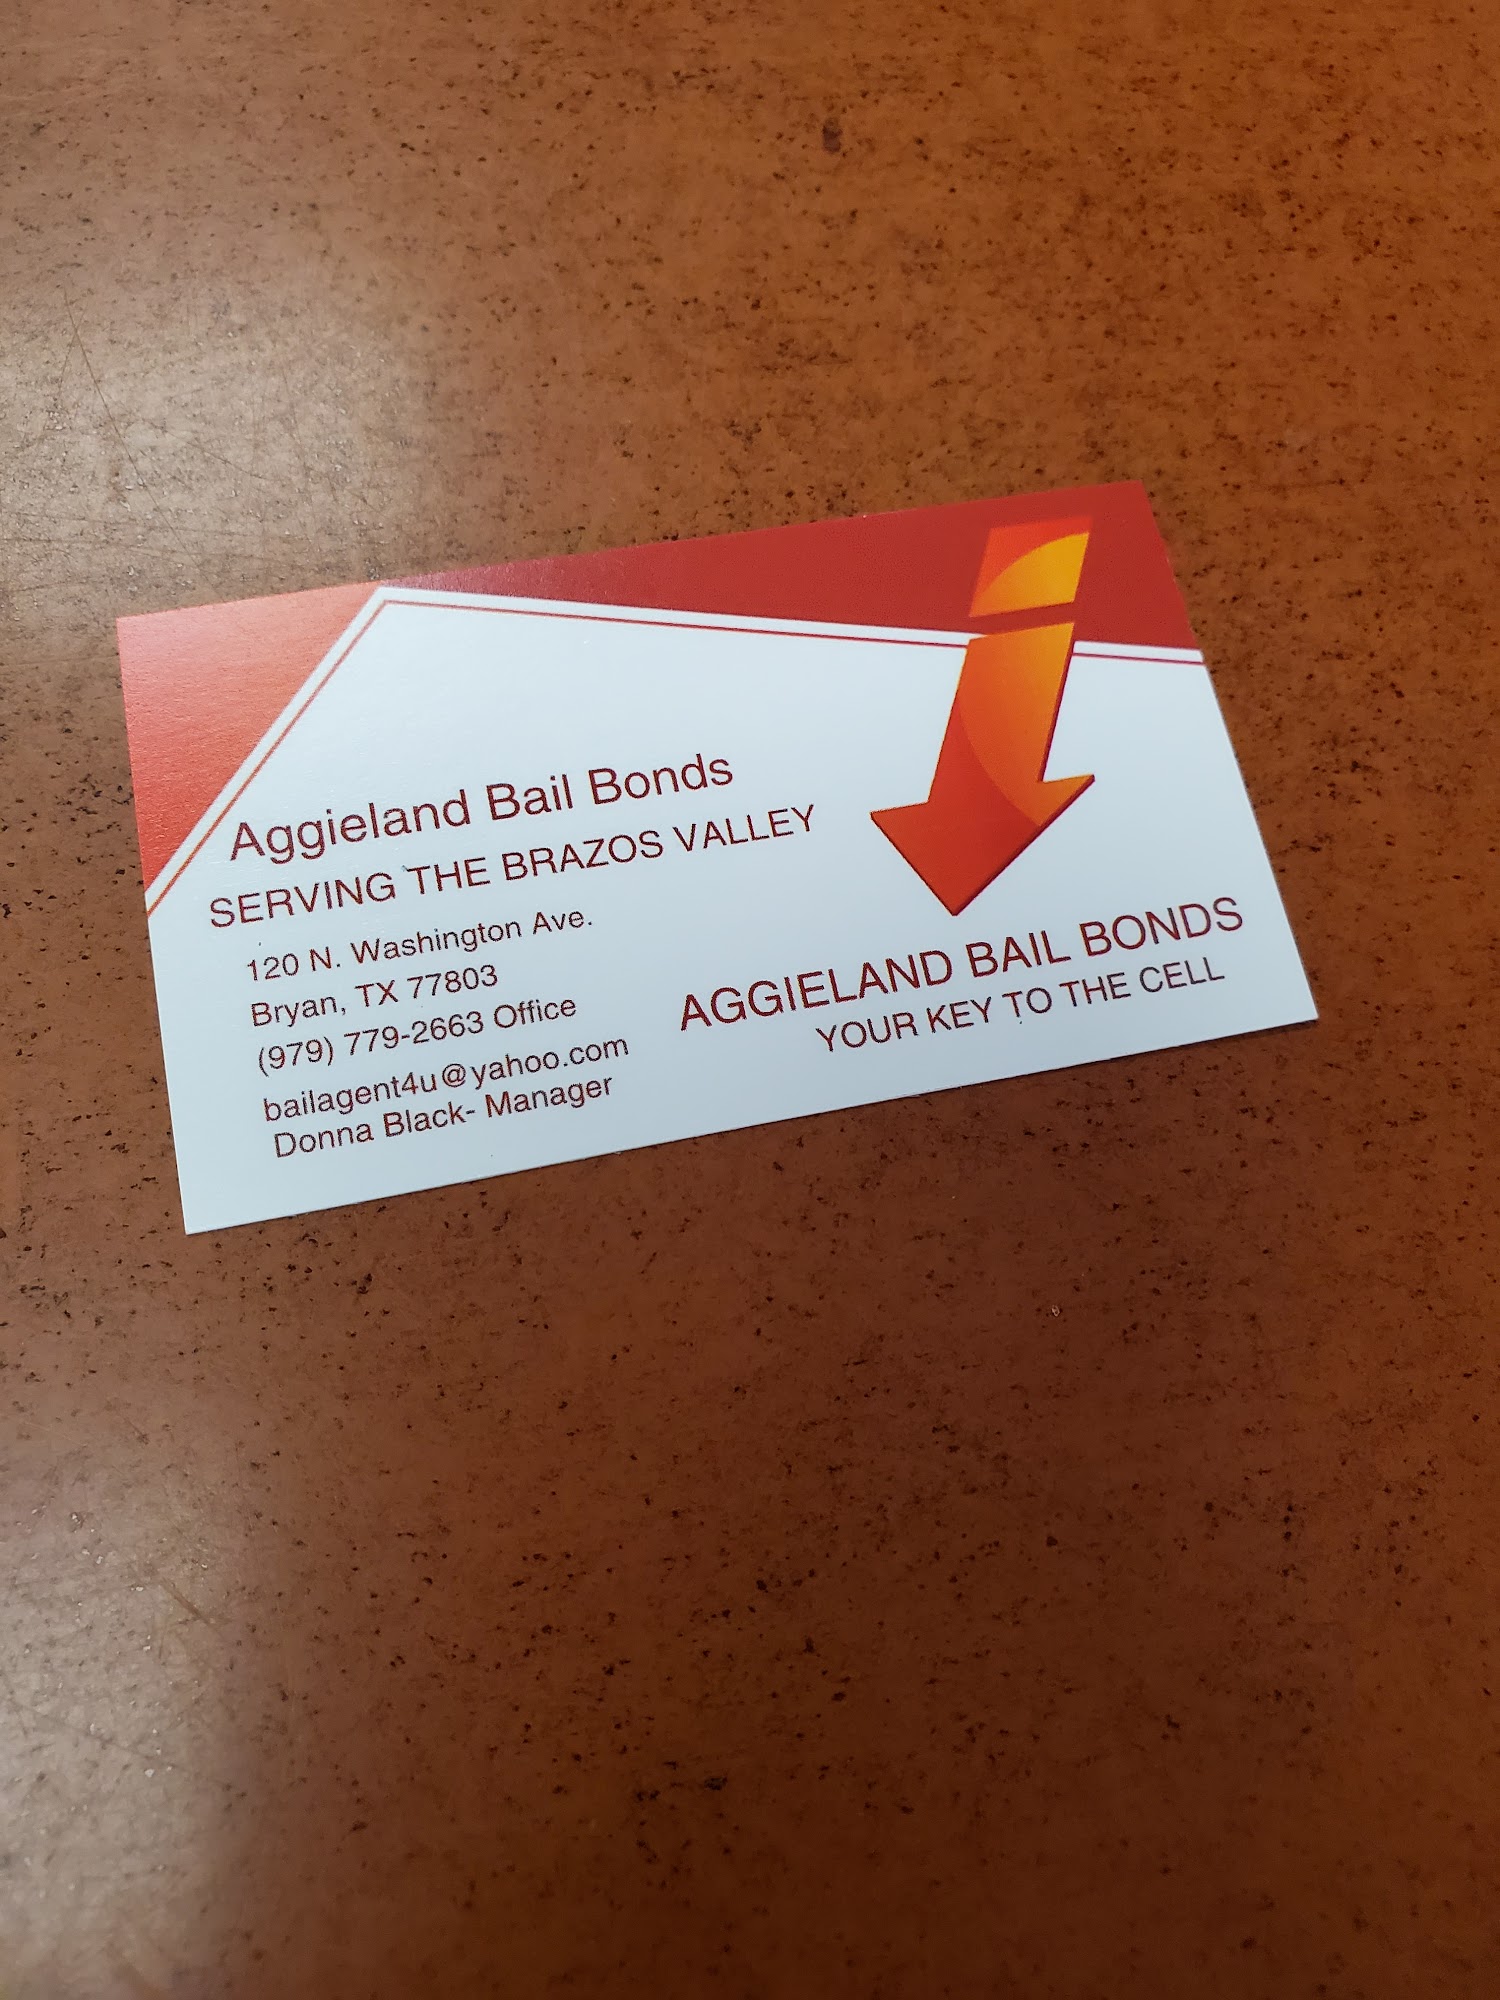 Aggieland Bail Bonds
SERVING THE BRAZOS VALLEY
120 N. Washington Ave.
Bryan, TX 77803
(979) 779-2663 Office
bailagent4u@yahoo.com
Donna Black- Manager
AGGIELAND BAIL BONDS
YOUR KEY TO THE CELL